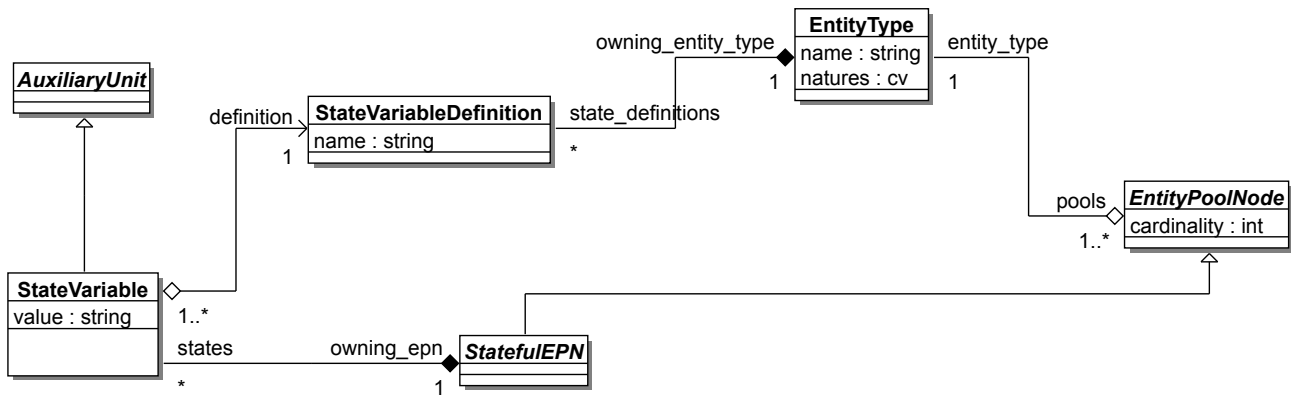 EntityType
name : string
natures : cv
owning_entity_type
1
entity_type
1
AuxiliaryUnit
StateVariableDefinition
name : string
definition
1
state_definitions
*
EntityPoolNode
cardinality : int
pools
1..*
StateVariable
value : string
1..*
states
*
owning_epn
1
StatefulEPN